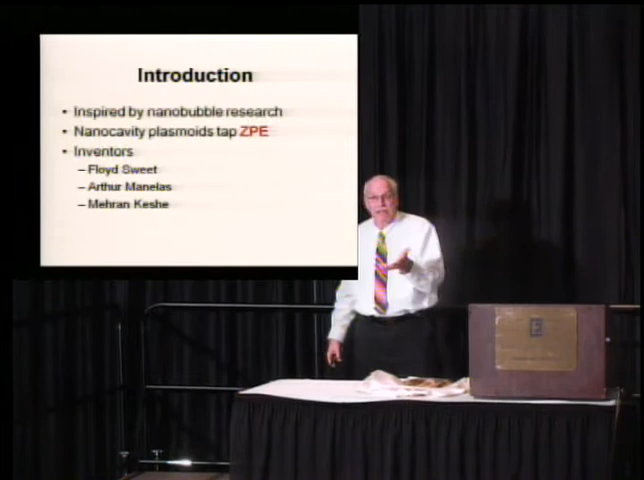 Introduction
• Inspired by nanobubble research
• Nanocavity plasmoids tap ZPE
• Inventors
– Floyd Sweet
– Arthur Manelas
– Mehran Keshe